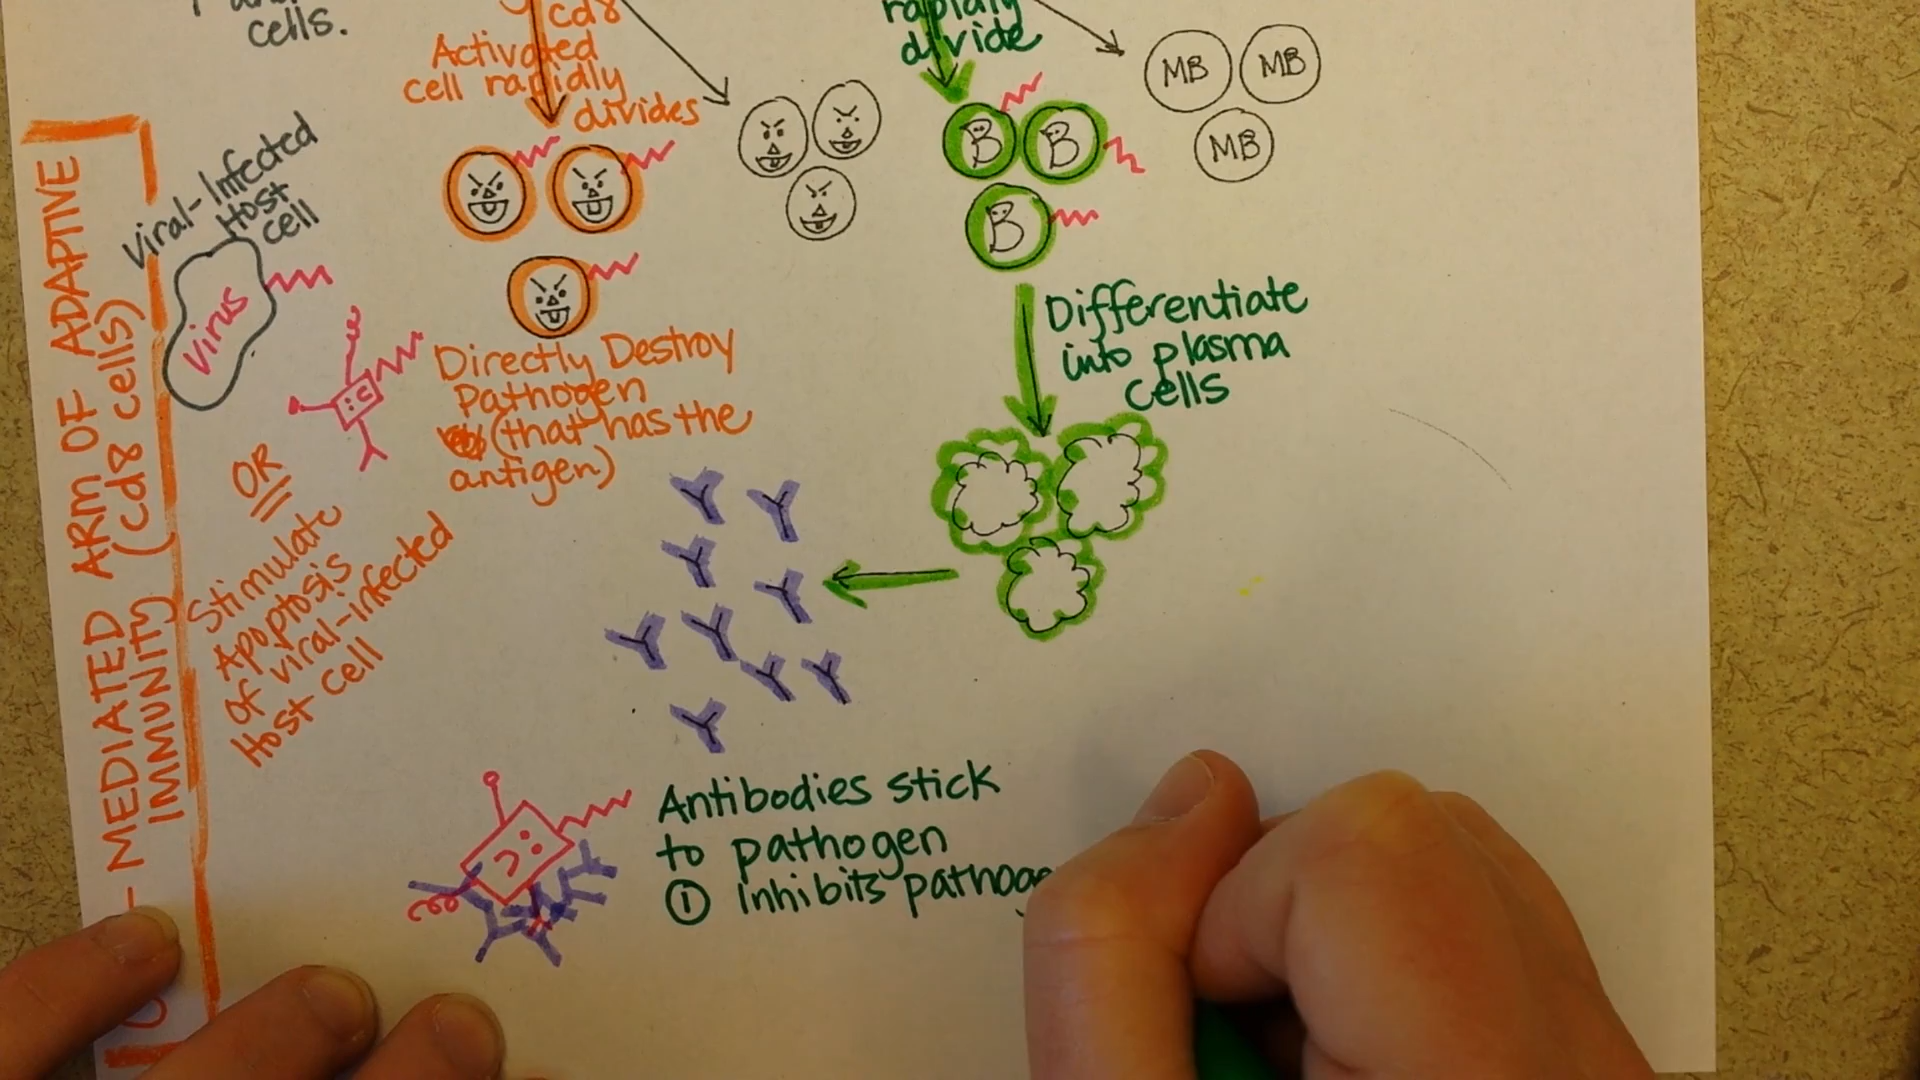 cells.
cd8
Activated
cell rapidly
divides
rapidly
divide
MB MB
MB
B B
B
MEDIATED ARM OF ADAPTIVE
IMMUNITY (cd8 cells)
Viral-Infected
Host
cell
Virus
OR
Stimulate
Apoptosis
of viral-infected
Host cell
Directly Destroy
Pathogen
(that has the
antigen)
Differentiate
into plasma
cells
Antibodies stick
to pathogen
① Inhibits